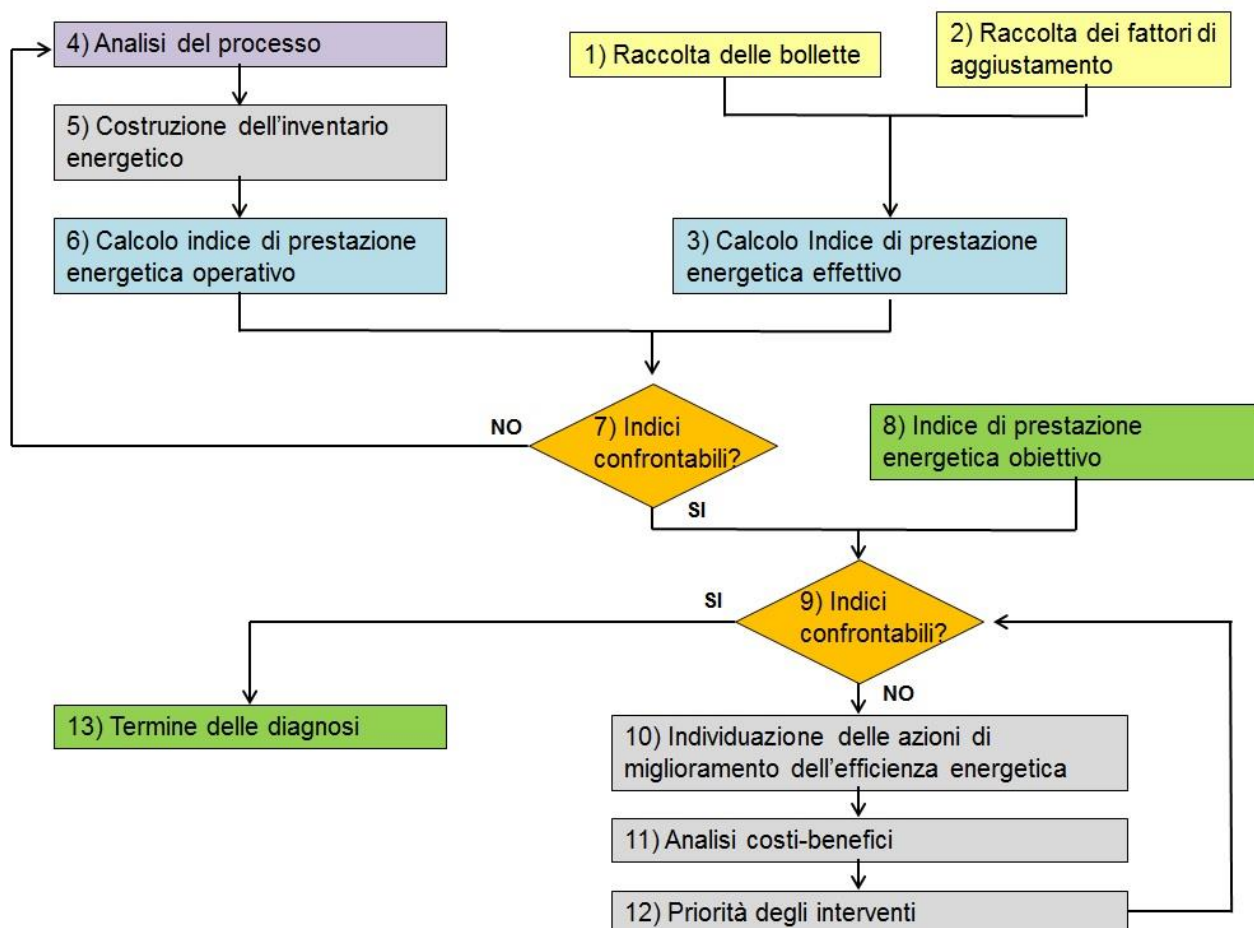 4) Analisi del processo
1) Raccolta delle bollette
2) Raccolta dei fattori di
aggiustamento
5) Costruzione dell'inventario
energetico
6) Calcolo indice di prestazione
energetica operativo
3) Calcolo Indice di prestazione
energetica effettivo
NO
7) Indici
confrontabili?
8) Indice di prestazione
energetica obiettivo
SI
SI
9) Indici
confrontabili?
NO
13) Termine delle diagnosi
10) Individuazione delle azioni di
miglioramento dell'efficienza energetica
11) Analisi costi-benefici
12) Priorità degli interventi